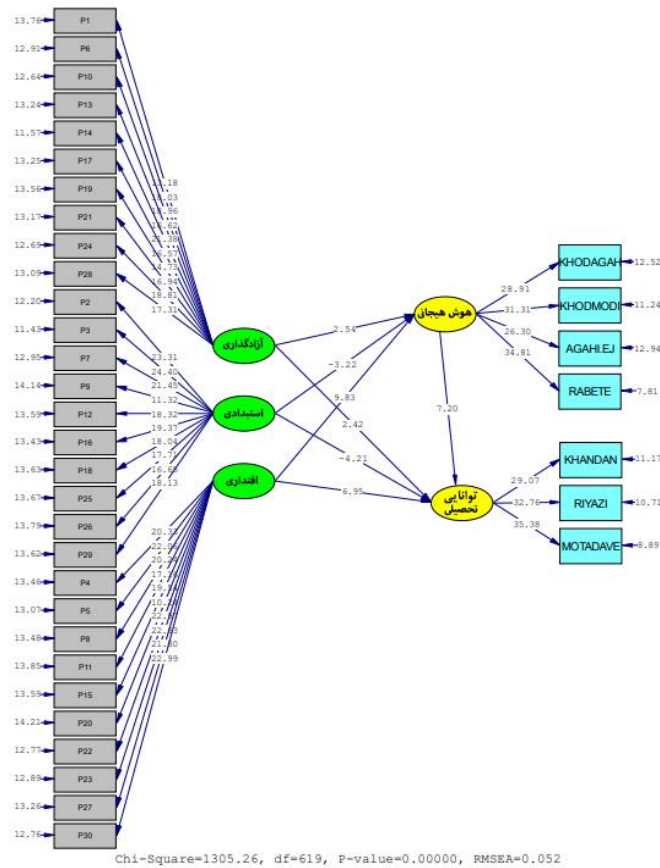 13.76 P1
12.91 P6
12.64 P10
13.24 P13
11.57 P14
13.25 P17
13.56 P19
13.17 P21
12.69 P24
13.09 P28
12.20 P2
11.43 P3
12.95 P7
14.14 P9
13.59 P12
13.43 P16
13.63 P18
13.67 P25
13.79 P26
13.62 P29
13.46 P4
13.07 P5
13.48 P8
13.85 P11
13.59 P15
14.21 P20
12.77 P22
12.89 P23
13.26 P27
12.76 P30
21.38
16.57
14.71
16.94
18.81
17.31
23.31
24.40
21.45
11.32
18.32
19.37
18.04
17.71
16.68
18.13
22.99
آزادگذاری
استبدادی
اقتداری
2.54
-3.22
9.83
2.42
-4.21
6.95
7.20
هوش هیجانی
توانایی
تحصیلی
28.91
31.31
26.30
34.81
29.07
32.76
35.38
KHODAGAH 12.52
KHODMODI 11.24
AGAHI.EJ 12.94
RABETE 7.81
KHANDAN 11.17
RIYAZI 10.71
MOTADAVE 8.89
Chi-Square=1305.26, df=619, P-value=0.00000, RMSEA=0.052